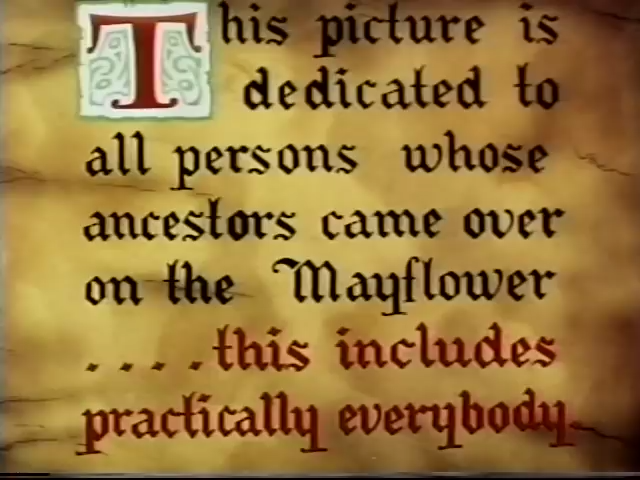 This picture is
dedicated to
all persons whose
ancestors came over
on the Mayflower
....this includes
practically everybody.